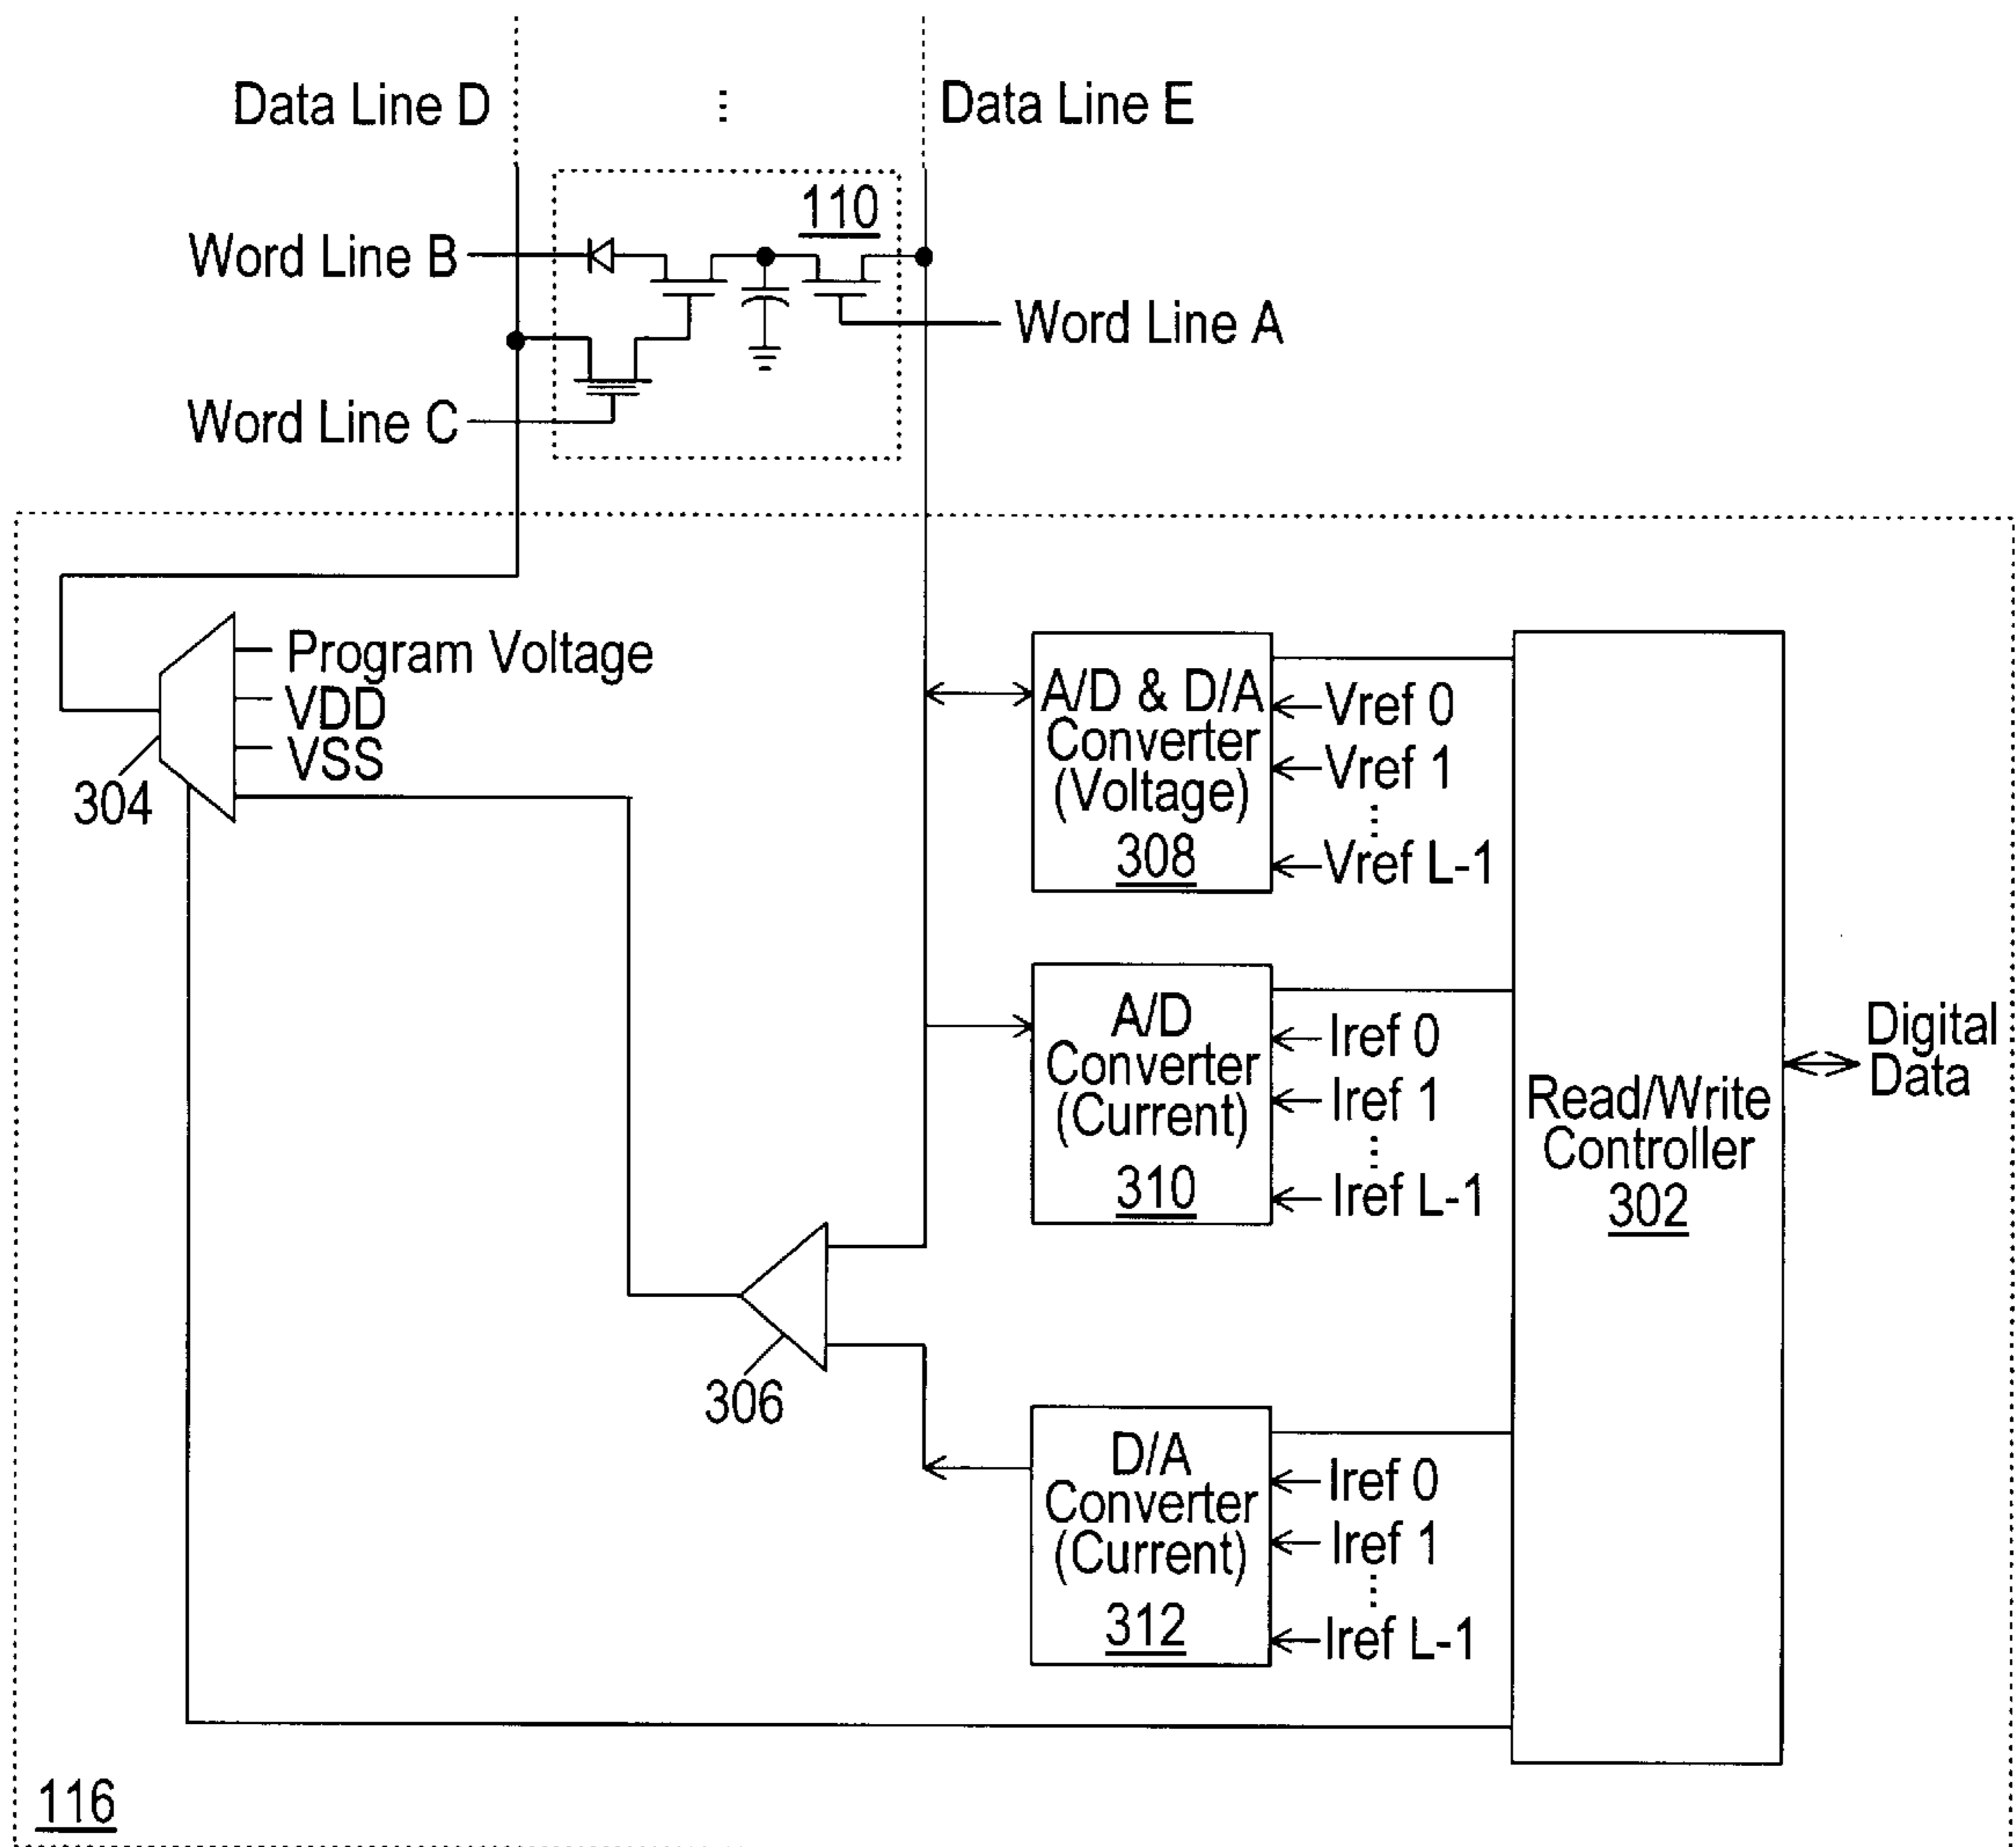 Data Line D
⋮
Data Line E
110
Word Line B
Word Line A
Word Line C
Program Voltage
VDD
VSS
304
A/D & D/A
Converter
(Voltage)
308
Vref 0
Vref 1
⋮
Vref L-1
A/D
Converter
(Current)
310
Iref 0
Iref 1
⋮
Iref L-1
Read/Write
Controller
302
Digital
Data
306
D/A
Converter
(Current)
312
Iref 0
Iref 1
⋮
Iref L-1
116